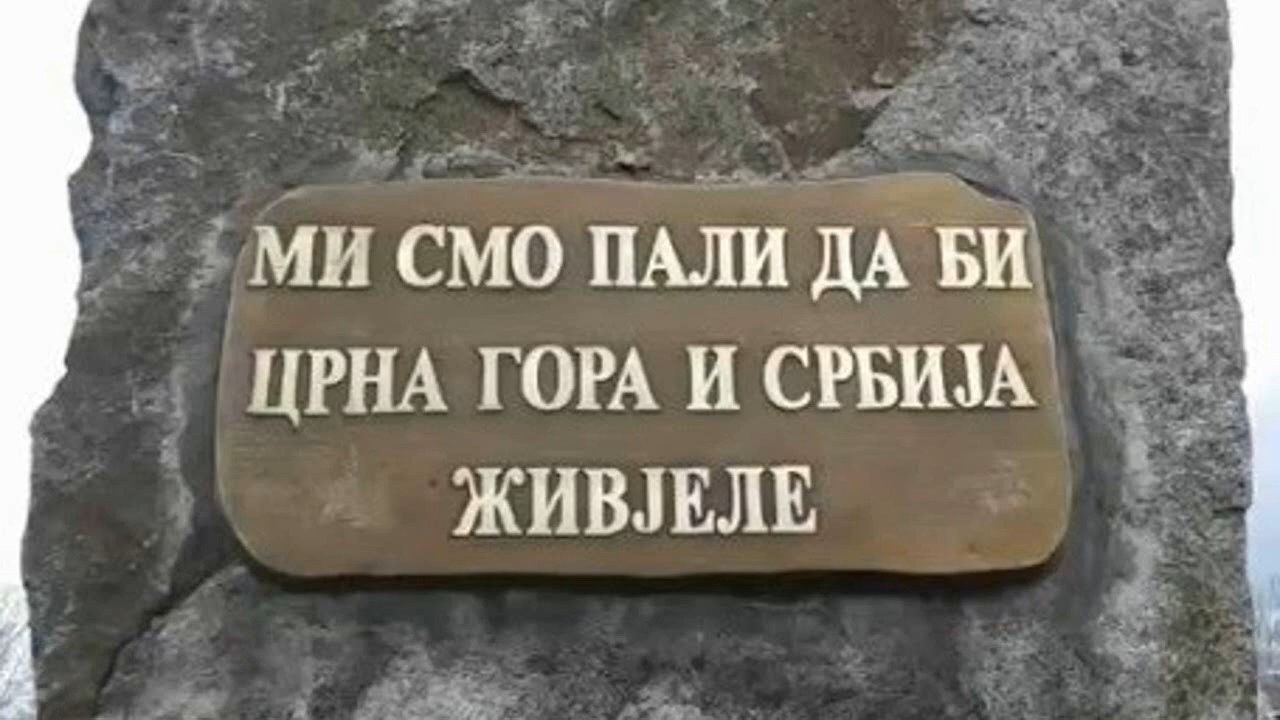 МИ СМО ПАЛИ ДА БИ
ЦРНА ГОРА И СРБИЈА
ЖИВЈЕЛЕ